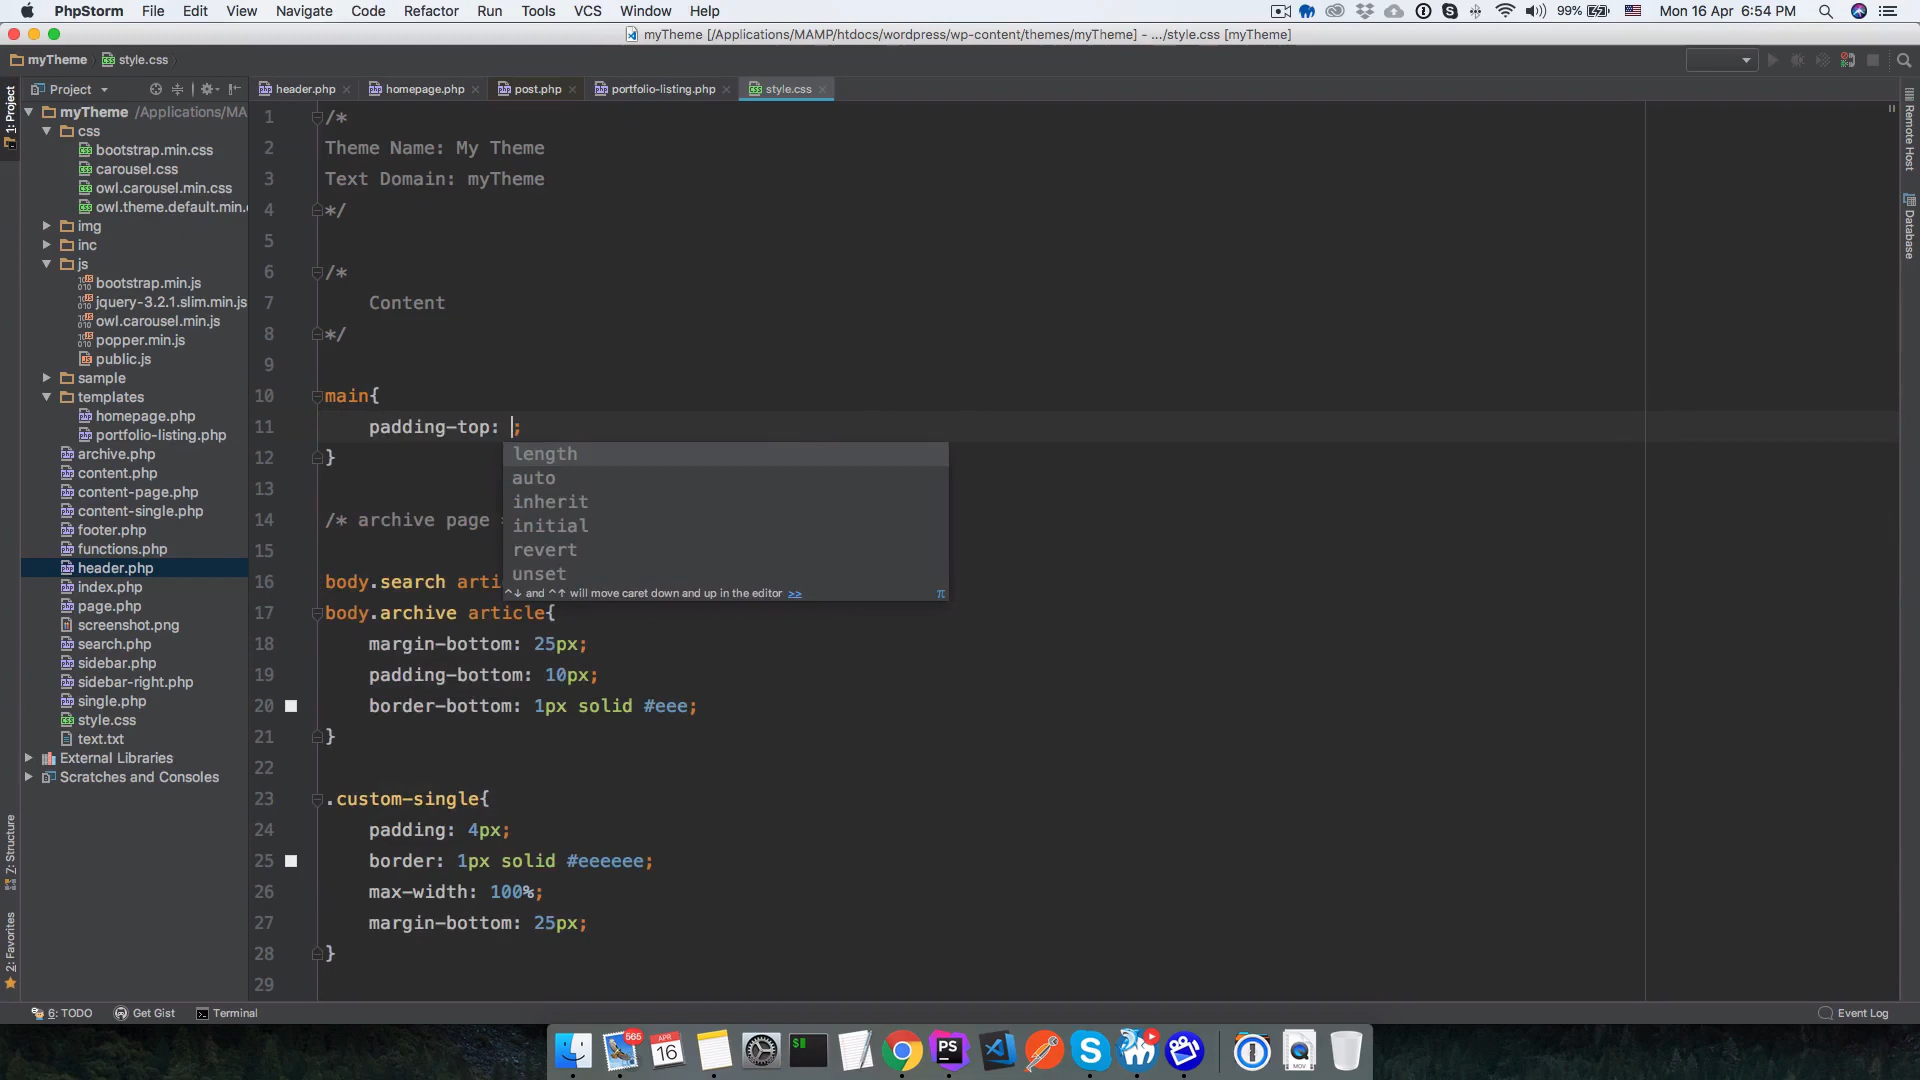 PhpStorm File Edit View Navigate Code Refactor Run Tools VCS Window Help 99% Mon 16 Apr 6:54 PM
myTheme [/Applications/MAMP/htdocs/wordpress/wp-content/themes/myTheme] - .../style.css [myTheme]
myTheme style.css
Project header.php homepage.php post.php portfolio-listing.php style.css
1: Project
7: Structure
2: Favorites
myTheme /Applications/MA
css
bootstrap.min.css
carousel.css
owl.carousel.min.css
owl.theme.default.min.
img
inc
js
bootstrap.min.js
jquery-3.2.1.slim.min.js
owl.carousel.min.js
popper.min.js
public.js
sample
templates
homepage.php
portfolio-listing.php
archive.php
content.php
content-page.php
content-single.php
footer.php
functions.php
header.php
index.php
page.php
screenshot.png
search.php
sidebar.php
sidebar-right.php
single.php
style.css
text.txt
External Libraries
Scratches and Consoles
1 /*
2 Theme Name: My Theme
3 Text Domain: myTheme
4 */
5
6 /*
7 Content
8 */
9
10 main{
11 padding-top: ;
12 }
13
14 /* archive page
15
16 body.search arti
17 body.archive article{
18 margin-bottom: 25px;
19 padding-bottom: 10px;
20 border-bottom: 1px solid #eee;
21 }
22
23 .custom-single{
24 padding: 4px;
25 border: 1px solid #eeeeee;
26 max-width: 100%;
27 margin-bottom: 25px;
28 }
29
length
auto
inherit
initial
revert
unset
^↓ and ^↑ will move caret down and up in the editor >> π
Remote Host
Database
6: TODO Get Gist Terminal Event Log
565
APR
16
$
PS
S
MOV